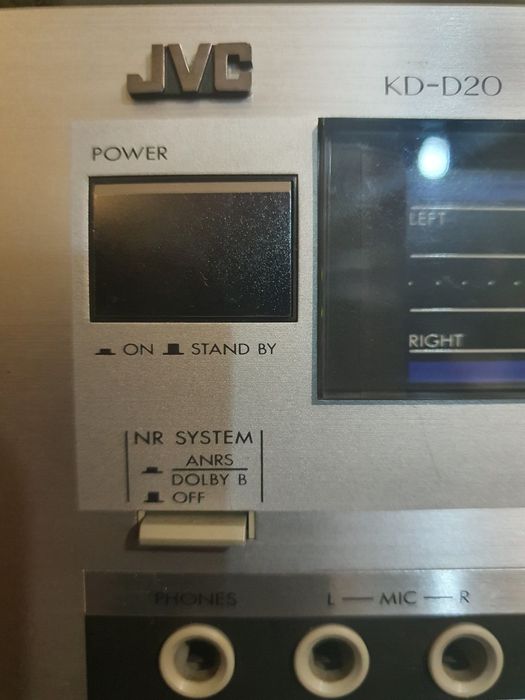 JVC
KD-D20
POWER
LEFT
RIGHT
ON STAND BY
NR SYSTEM
ANRS
DOLBY B
OFF
PHONES L — MIC — R